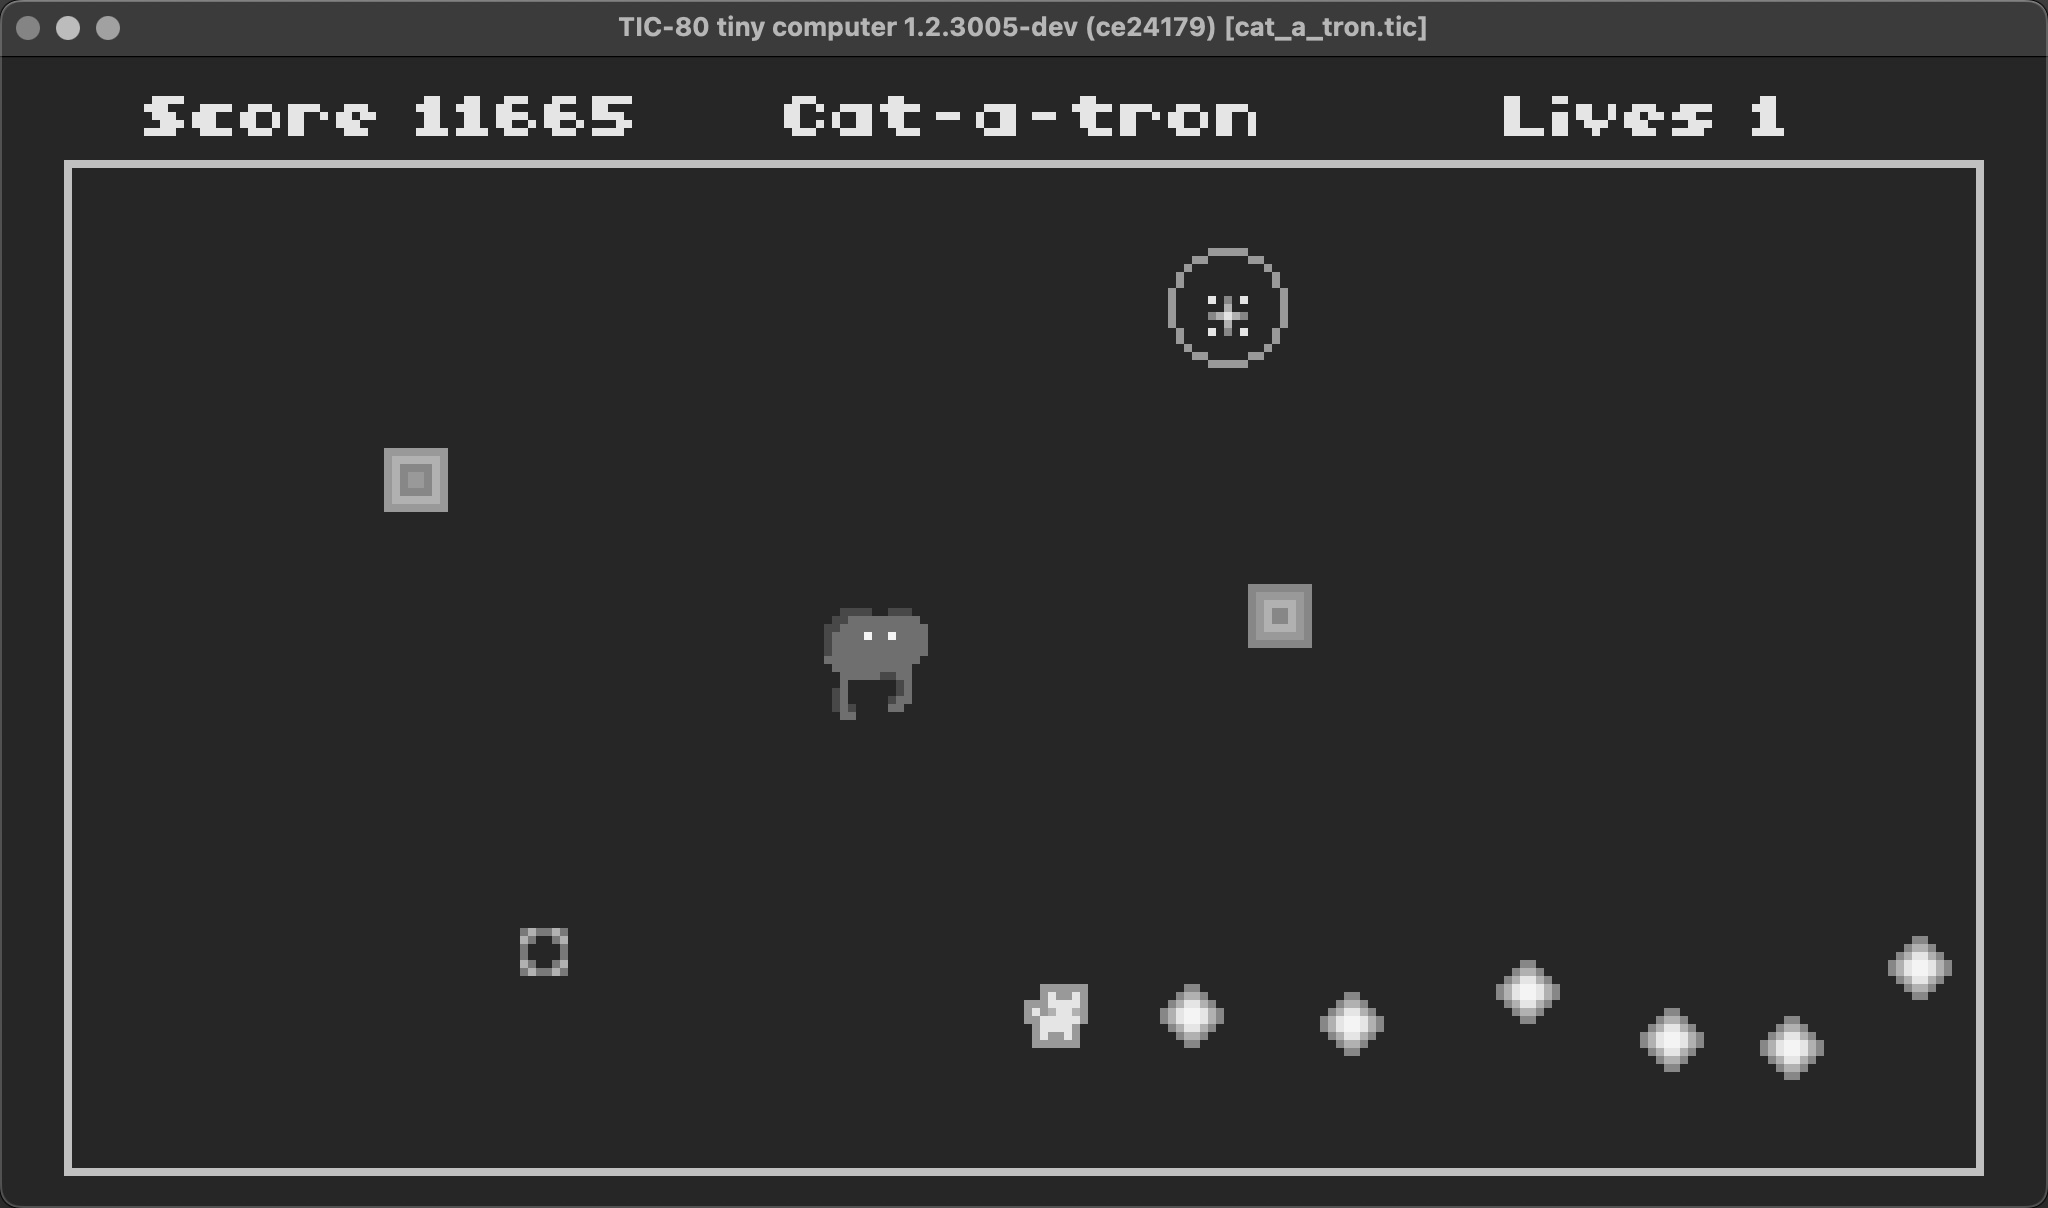 TIC-80 tiny computer 1.2.3005-dev (ce24179) [cat_a_tron.tic]
Score 11665 Cat-a-tron Lives 1